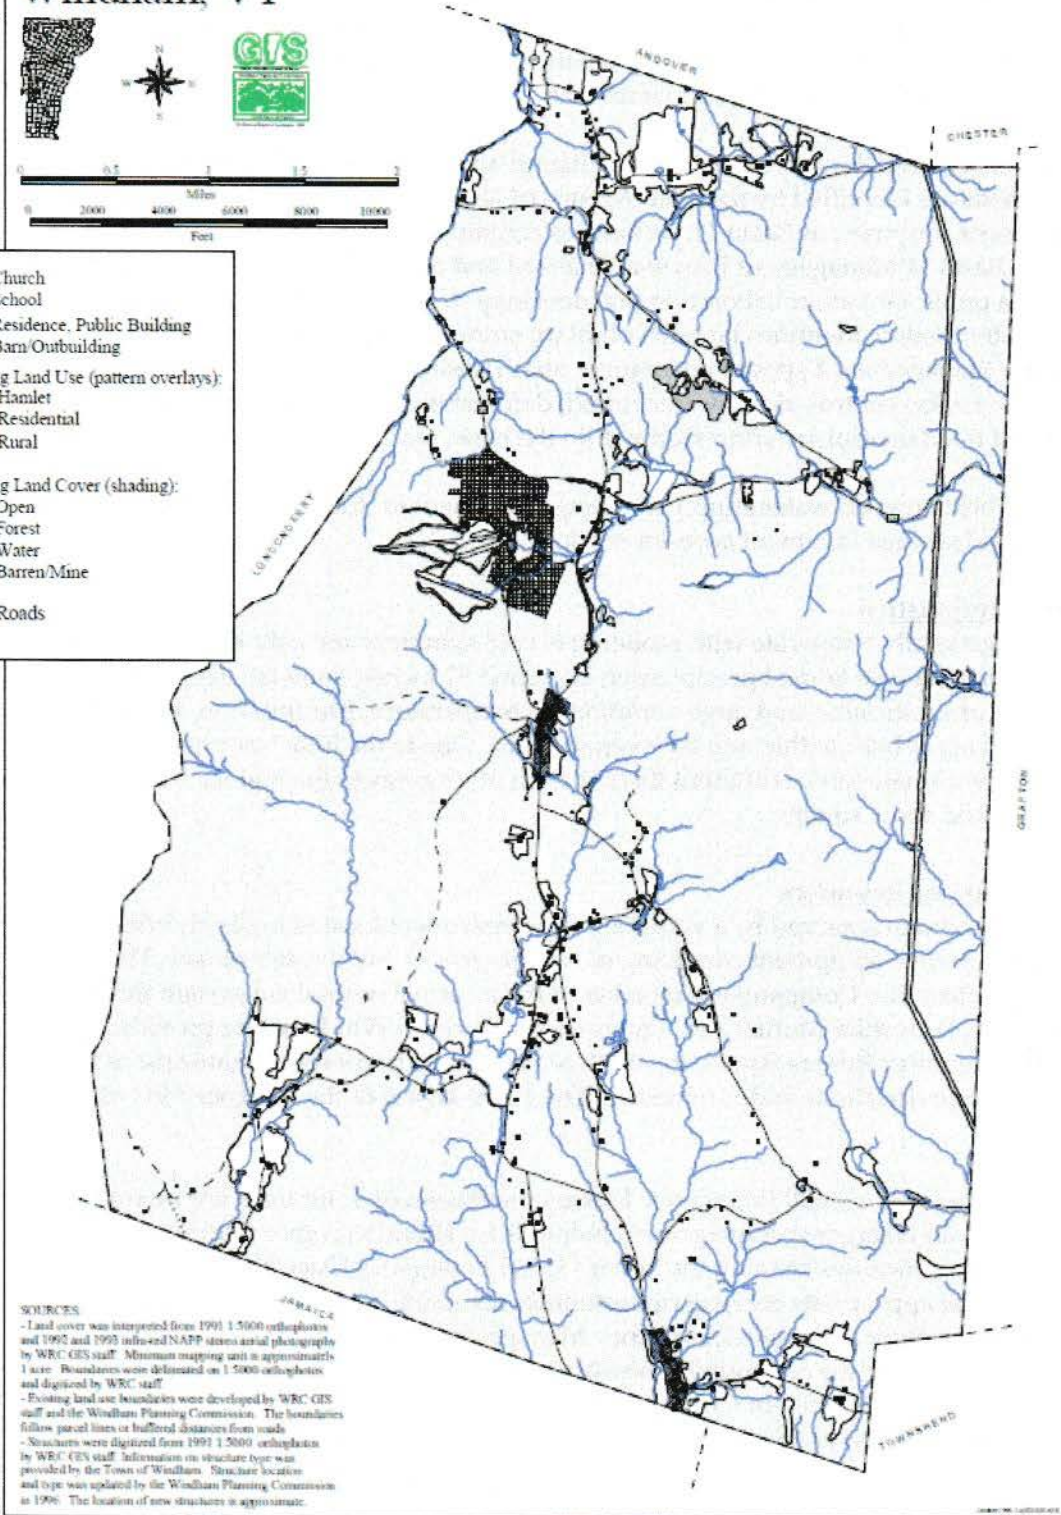 Windham, VT
N
W
E
S
GIS
0 0.5 1 1.5 2
Miles
0 2000 4000 6000 8000 10000
Feet
ANDOVER
CHESTER
Church
School
Residence, Public Building
Barn/Outbuilding
g Land Use (pattern overlays):
Hamlet
Residential
Rural
g Land Cover (shading):
Open
Forest
Water
Barren/Mine
Roads
LONDONDERRY
GRAFTON
JAMAICA
TOWNSHEND
SOURCES:
- Land cover was interpreted from 1991 1:5000 orthophotos
and 1992 and 1993 infra-red NAPP stereo aerial photography
by WRC GIS staff. Minimum mapping unit is approximately
1 acre. Boundaries were delineated on 1:5000 orthophotos
and digitized by WRC staff.
- Existing land use boundaries were developed by WRC GIS
staff and the Windham Planning Commission. The boundaries
follow parcel lines or buffered distances from roads.
- Structures were digitized from 1991 1:5000 orthophotos
by WRC GIS staff. Information on structure type was
provided by the Town of Windham. Structure location
and type was updated by the Windham Planning Commission
in 1996. The location of new structures is approximate.